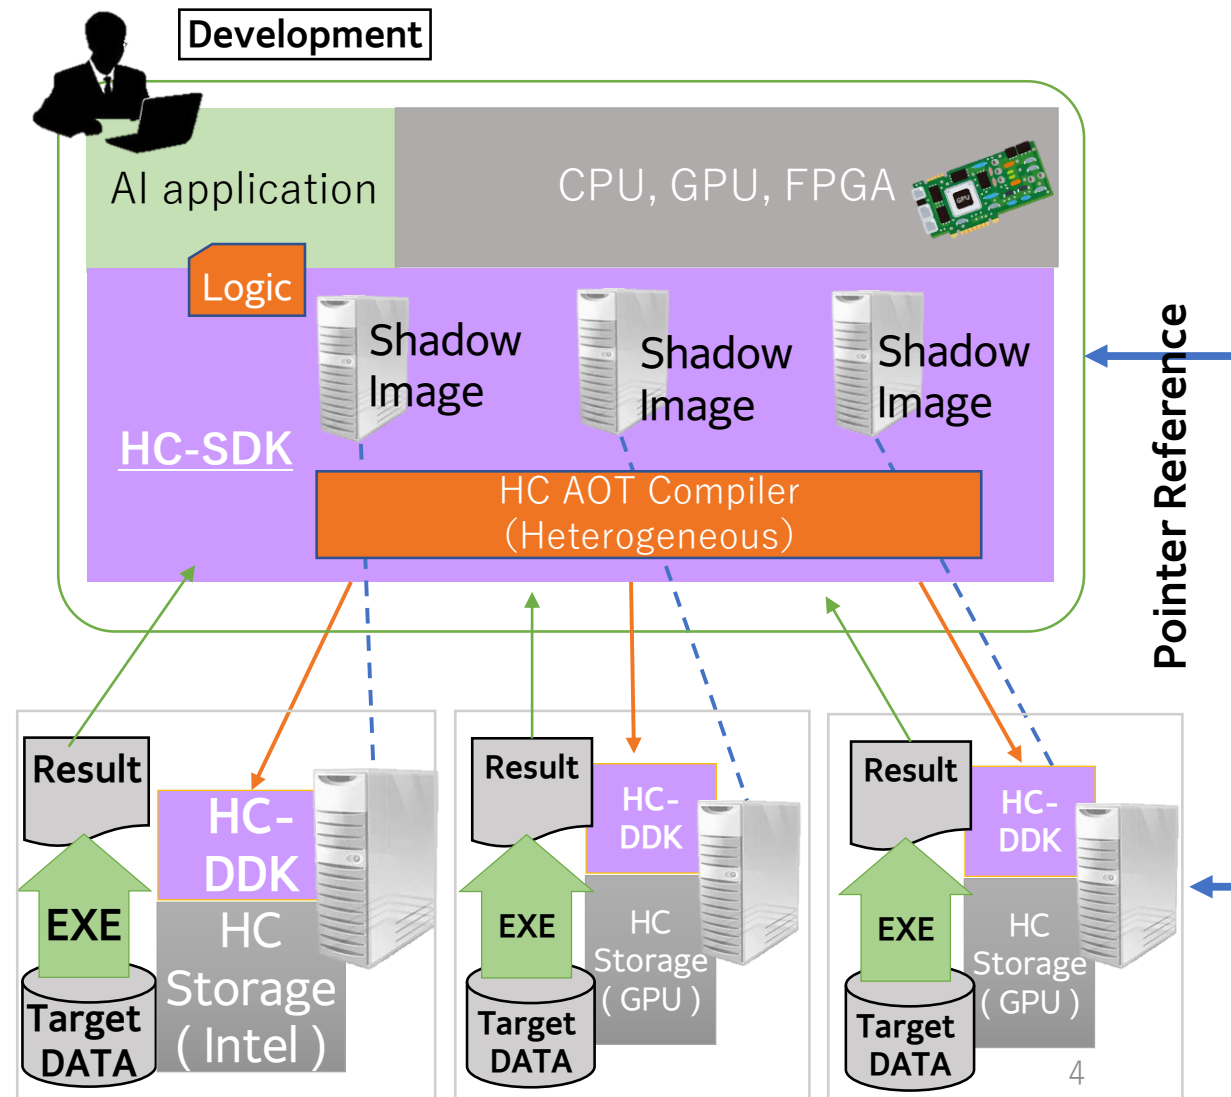 Development
AI application
CPU, GPU, FPGA
GPU
Logic
Shadow
Image
Shadow
Image
Shadow
Image
HC-SDK
HC AOT Compiler
(Heterogeneous)
Pointer Reference
Result
HC-
DDK
EXE
HC
Storage
( Intel )
Target
DATA
Result
HC-
DDK
EXE
HC
Storage
( GPU )
Target
DATA
Result
HC-
DDK
EXE
HC
Storage
( GPU )
Target
DATA
4